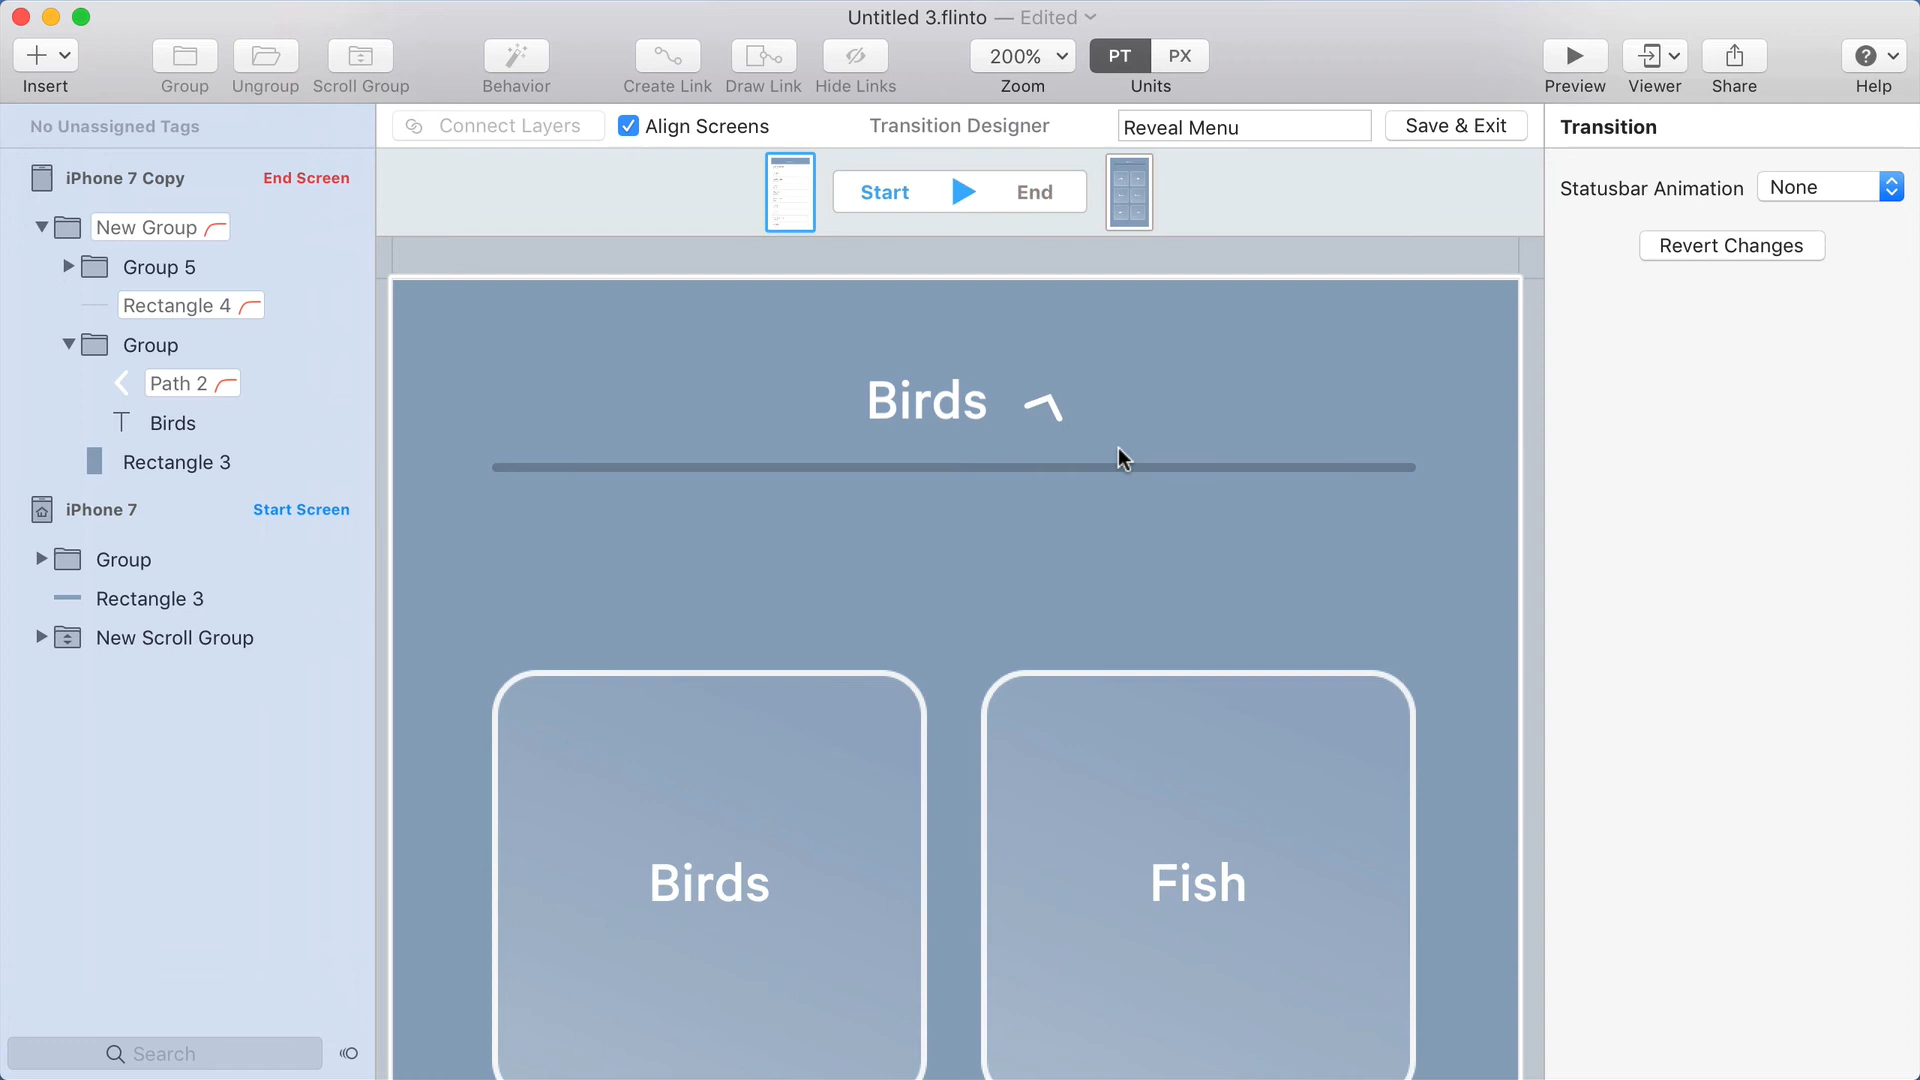 Untitled 3.flinto — Edited
200%
PT
PX
Insert
Group
Ungroup
Scroll Group
Behavior
Create Link
Draw Link
Hide Links
Zoom
Units
Preview
Viewer
Share
Help
No Unassigned Tags
Connect Layers
Align Screens
Transition Designer
Reveal Menu
Save & Exit
Transition
iPhone 7 Copy
End Screen
Start
End
Statusbar Animation
None
New Group
Revert Changes
Group 5
Rectangle 4
Group
Path 2
Birds
Rectangle 3
iPhone 7
Start Screen
Group
Rectangle 3
New Scroll Group
Birds
Birds
Fish
Search